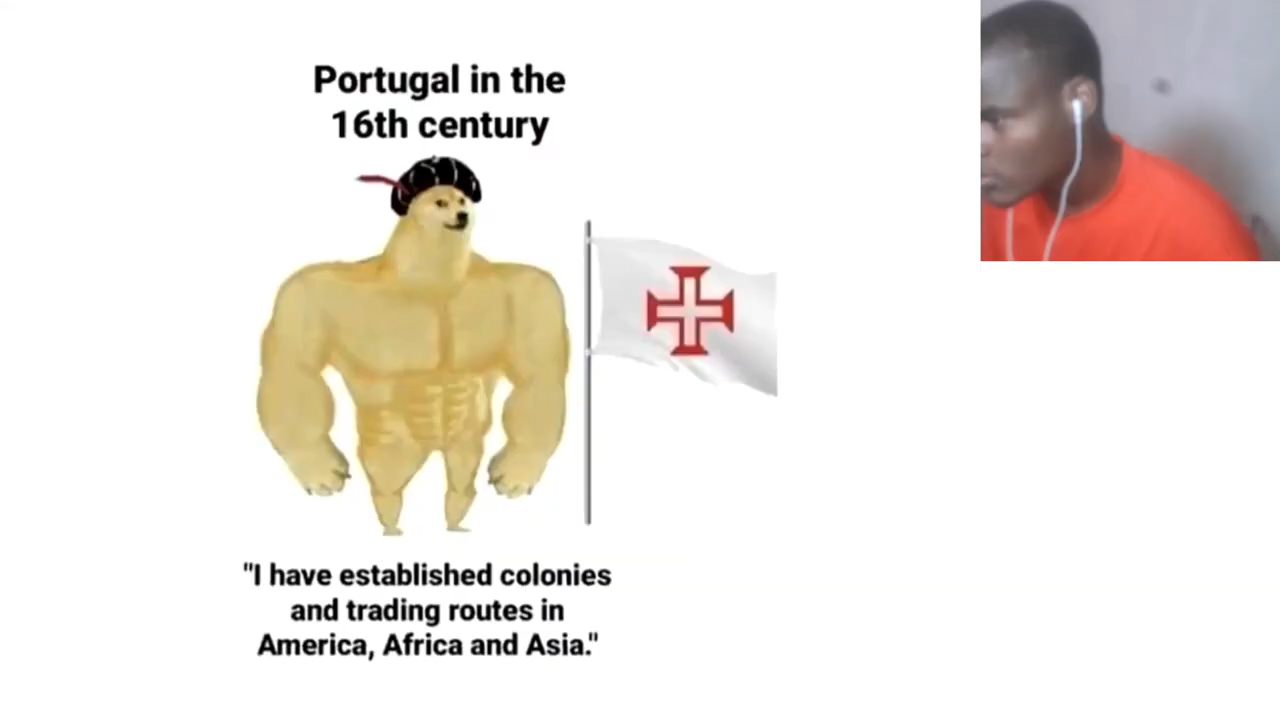 Portugal in the
16th century
"I have established colonies
and trading routes in
America, Africa and Asia."